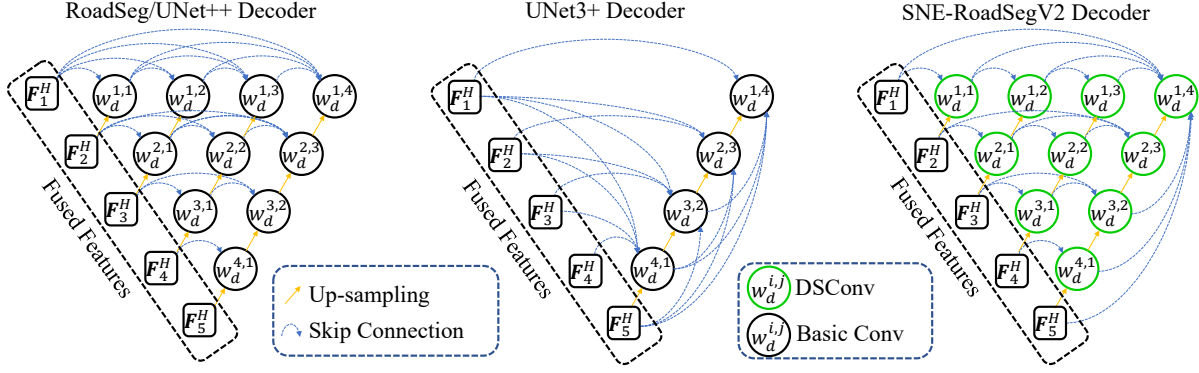 RoadSeg/UNet++ Decoder
UNet3+ Decoder
SNE-RoadSegV2 Decoder
F_1^H w_d^{1,1} w_d^{1,2} w_d^{1,3} w_d^{1,4}
F_2^H w_d^{2,1} w_d^{2,2} w_d^{2,3}
F_3^H w_d^{3,1} w_d^{3,2}
F_4^H w_d^{4,1}
F_5^H
Fused Features
F_1^H w_d^{1,4}
F_2^H w_d^{2,3}
F_3^H w_d^{3,2}
F_4^H w_d^{4,1}
F_5^H
Fused Features
F_1^H w_d^{1,1} w_d^{1,2} w_d^{1,3} w_d^{1,4}
F_2^H w_d^{2,1} w_d^{2,2} w_d^{2,3}
F_3^H w_d^{3,1} w_d^{3,2}
F_4^H w_d^{4,1}
F_5^H
Fused Features
Up-sampling
Skip Connection
w_d^{i,j} DSConv
w_d^{i,j} Basic Conv